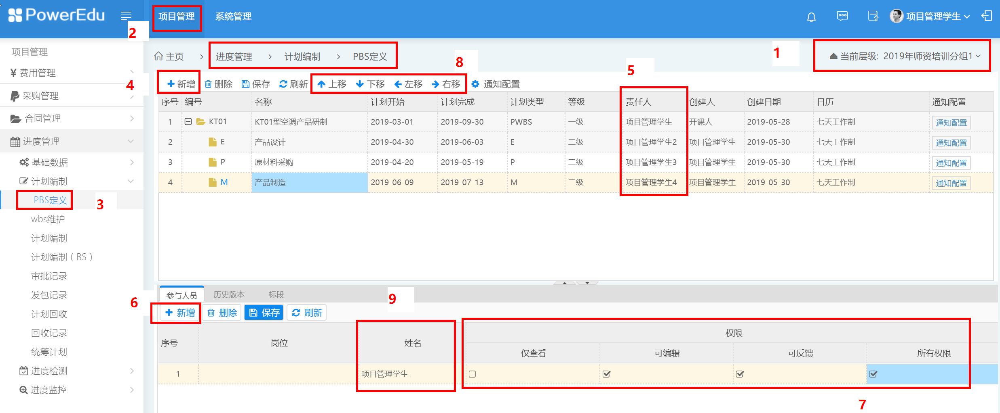 PowerEdu
项目管理
系统管理
项目管理学生
2
项目管理
¥ 费用管理
采购管理
合同管理
进度管理
基础数据
计划编制
PBS定义
3
wbs维护
计划编制
计划编制（BS）
审批记录
发包记录
计划回收
回收记录
统筹计划
进度检测
进度监控
主页 > 进度管理 > 计划编制 > PBS定义
8
1
当前层级: 2019年师资培训分组1
5
4
新增 删除 保存 刷新 上移 下移 左移 右移 通知配置
序号 编号 名称 计划开始 计划完成 计划类型 等级 责任人 创建人 创建日期 日历 通知配置
1 KT01 KT01型空调产品研制 2019-03-01 2019-09-30 PWBS 一级 项目管理学生 开课人 2019-05-28 七天工作制 通知配置
2 E 产品设计 2019-04-30 2019-06-03 E 二级 项目管理学生2 项目管理学生 2019-05-30 七天工作制 通知配置
3 P 原材料采购 2019-04-20 2019-05-19 P 二级 项目管理学生3 项目管理学生 2019-05-30 七天工作制 通知配置
4 M 产品制造 2019-06-09 2019-07-13 M 二级 项目管理学生4 项目管理学生 2019-05-30 七天工作制 通知配置
参与人员 历史版本 标段
6
9
新增 删除 保存 刷新
序号 岗位 姓名 权限
仅查看 可编辑 可反馈 所有权限
1 项目管理学生
7